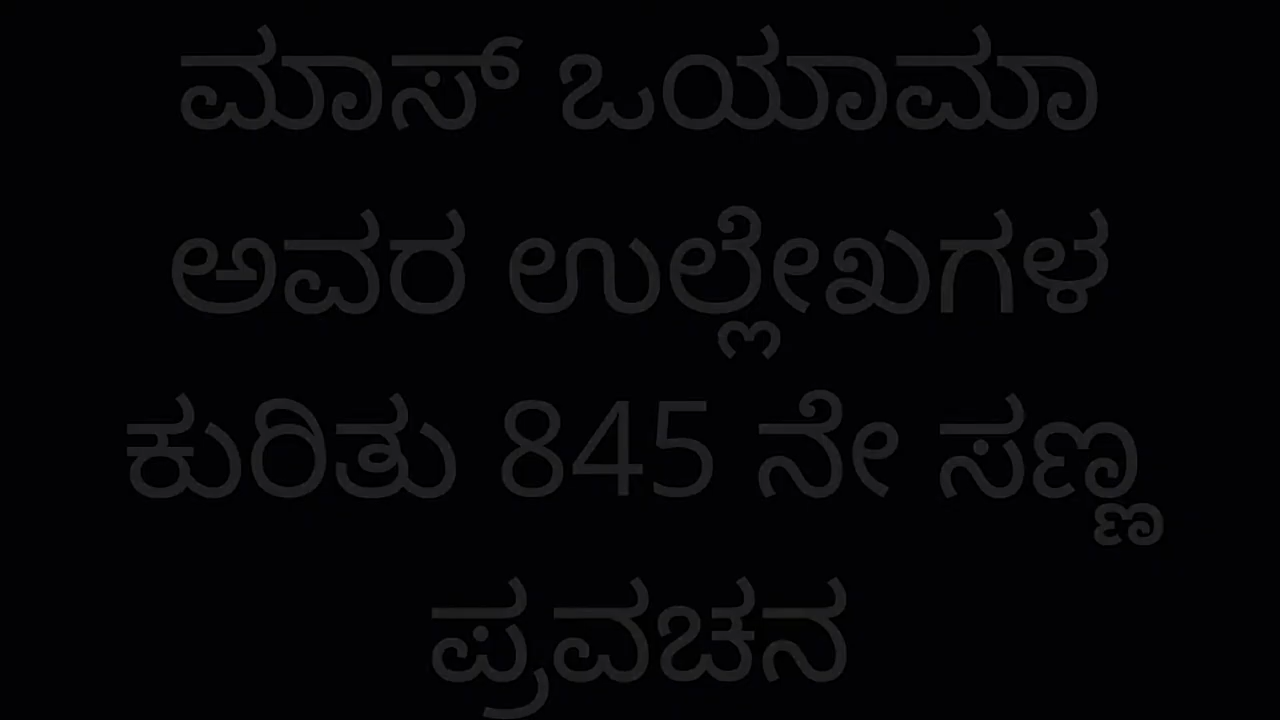 ಮಾಸ್ ಒಯಾಮಾ
ಅವರ ಉಲ್ಲೇಖಗಳ
ಕುರಿತು 845 ನೇ ಸಣ್ಣ
ಪ್ರವಚನ